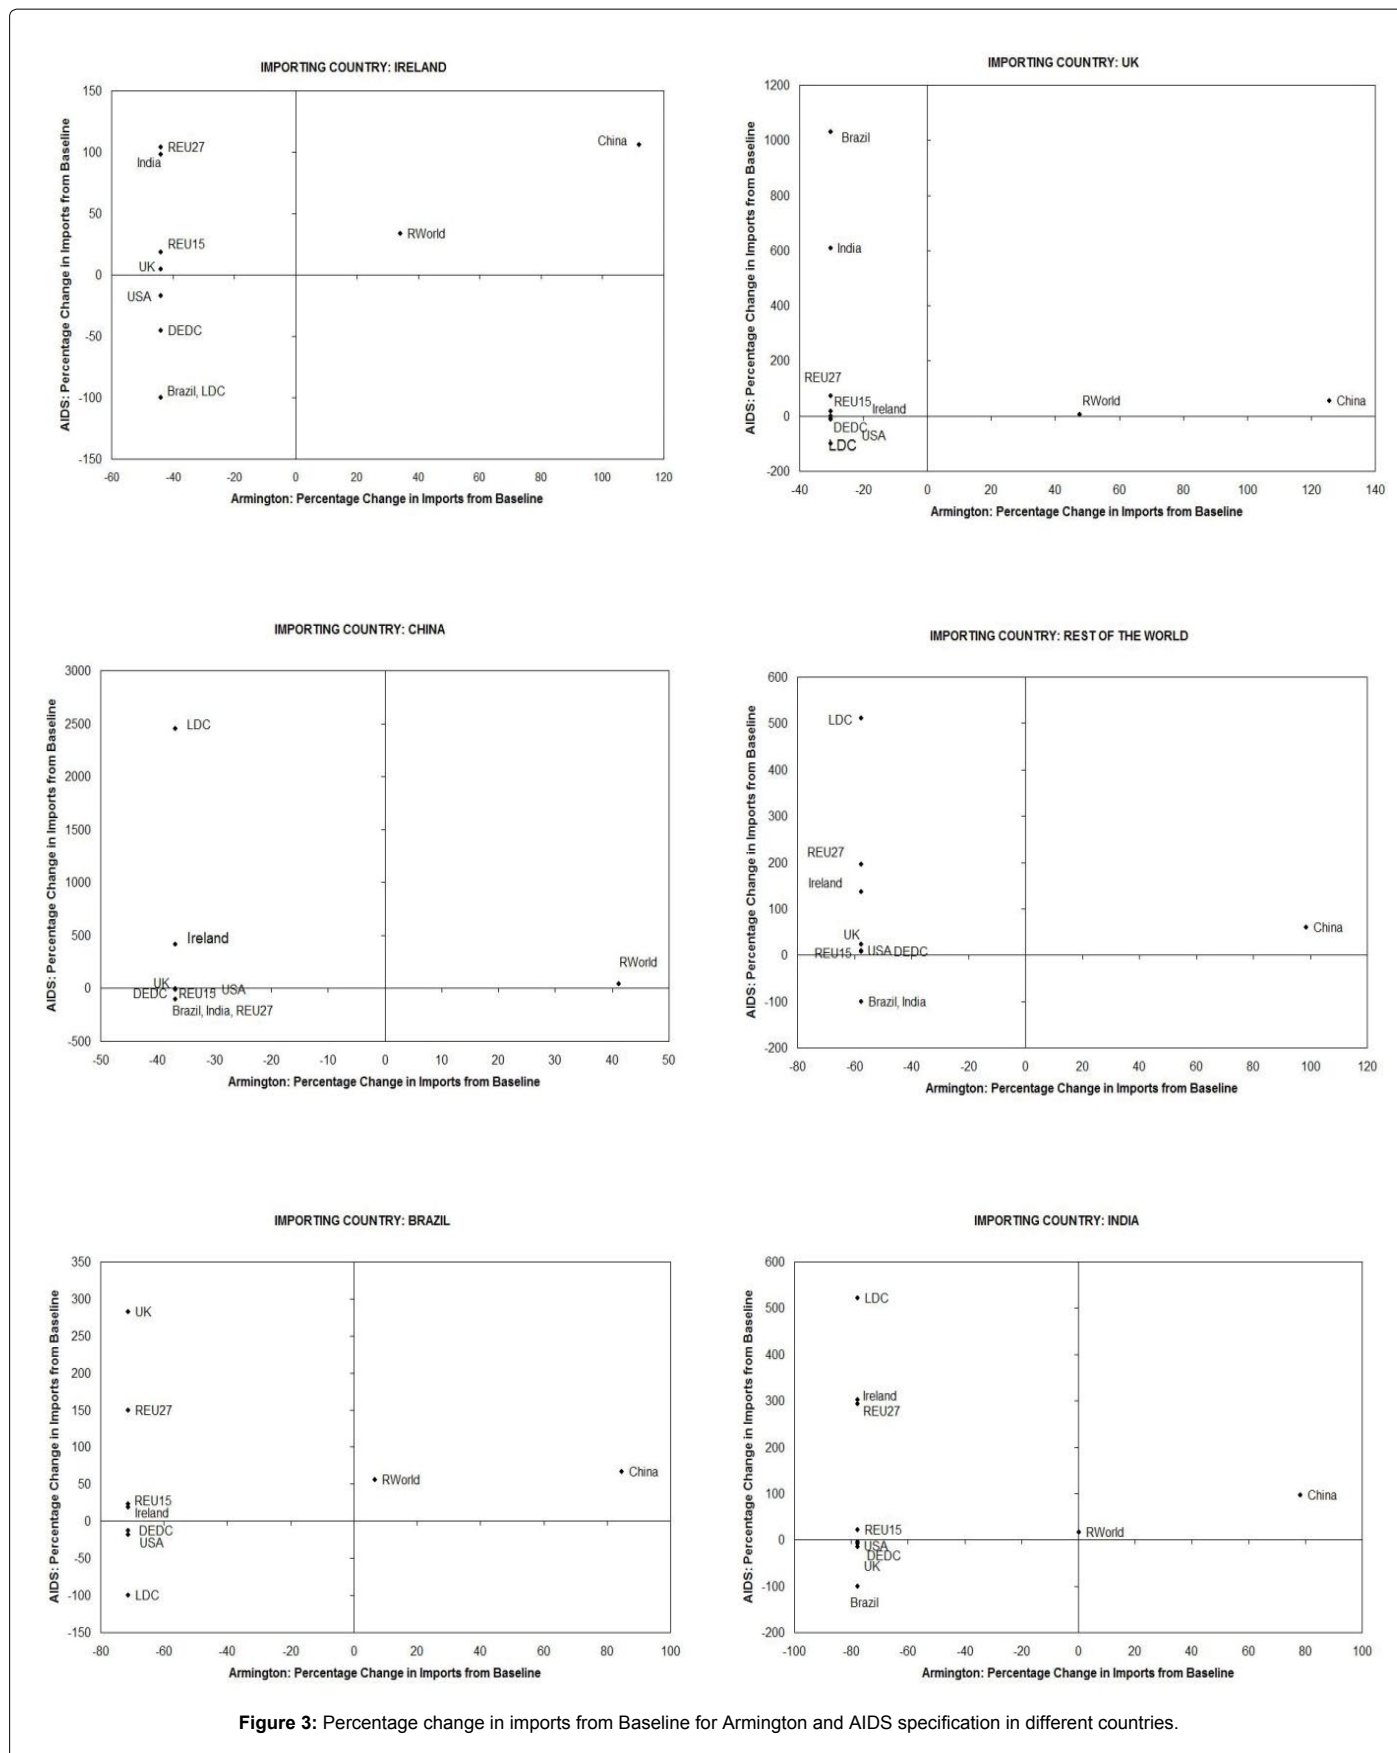 IMPORTING COUNTRY: IRELAND
150
100
50
0
-50
-100
-150
AIDS: Percentage Change in Imports from Baseline
REU27
India
China
REU15
RWorld
UK
USA
DEDC
Brazil, LDC
-60 -40 -20 0 20 40 60 80 100 120
Armington: Percentage Change in Imports from Baseline
IMPORTING COUNTRY: UK
1200
1000
800
600
400
200
0
-200
AIDS: Percentage Change in Imports from Baseline
Brazil
India
REU27
REU15
Ireland
RWorld
China
DEDC
USA
LDC
-40 -20 0 20 40 60 80 100 120 140
Armington: Percentage Change in Imports from Baseline
IMPORTING COUNTRY: CHINA
3000
2500
2000
1500
1000
500
0
-500
AIDS: Percentage Change in Imports from Baseline
LDC
Ireland
RWorld
UK
DEDC
REU15
USA
Brazil, India, REU27
-50 -40 -30 -20 -10 0 10 20 30 40 50
Armington: Percentage Change in Imports from Baseline
IMPORTING COUNTRY: REST OF THE WORLD
600
500
400
300
200
100
0
-100
-200
AIDS: Percentage Change in Imports from Baseline
LDC
REU27
Ireland
China
UK
REU15
USA DEDC
Brazil, India
-80 -60 -40 -20 0 20 40 60 80 100 120
Armington: Percentage Change in Imports from Baseline
IMPORTING COUNTRY: BRAZIL
350
300
250
200
150
100
50
0
-50
-100
-150
AIDS: Percentage Change in Imports from Baseline
UK
REU27
RWorld
China
REU15
Ireland
DEDC
USA
LDC
-80 -60 -40 -20 0 20 40 60 80 100
Armington: Percentage Change in Imports from Baseline
IMPORTING COUNTRY: INDIA
600
500
400
300
200
100
0
-100
-200
AIDS: Percentage Change in Imports from Baseline
LDC
Ireland
REU27
China
REU15
RWorld
USA
DEDC
UK
Brazil
-100 -80 -60 -40 -20 0 20 40 60 80 100
Armington: Percentage Change in Imports from Baseline
Figure 3: Percentage change in imports from Baseline for Armington and AIDS specification in different countries.